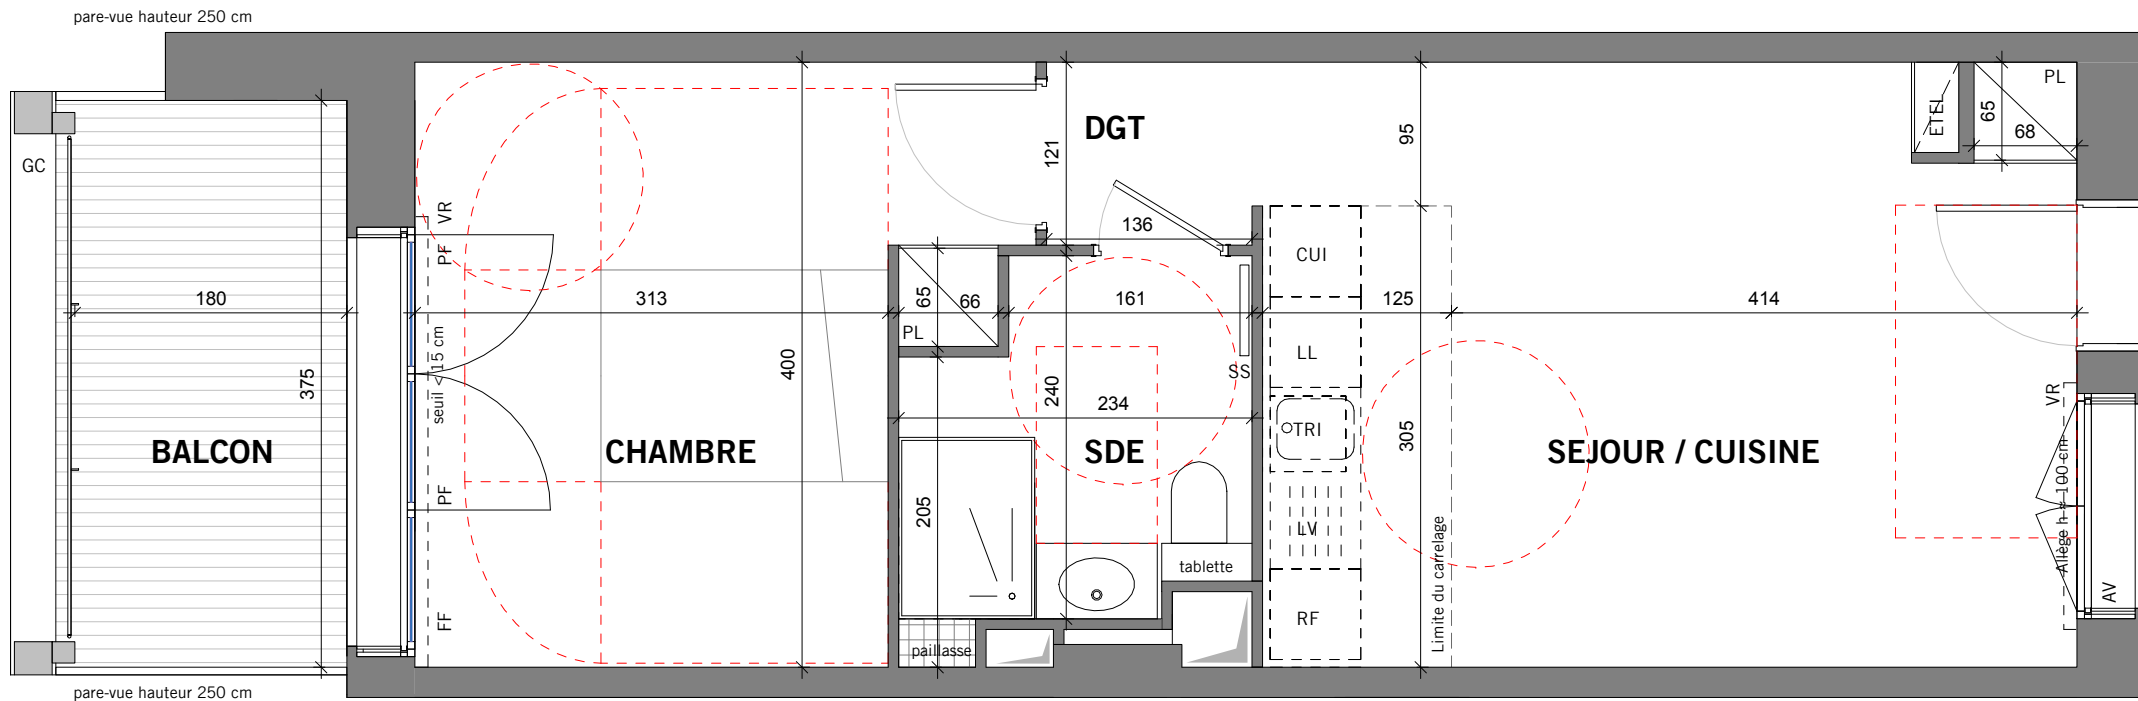 pare-vue hauteur 250 cm
GC
BALCON
180
375
VR
PF
seuil < 15 cm
PF
FF
313
CHAMBRE
400
DGT
121
136
65
66
PL
161
240
234
SDE
SS
205
tablette
paillasse
CUI
LL
TRI
LV
RF
95
125
305
Limite du carrelage
414
SEJOUR / CUISINE
ETEL
65
68
PL
VR
Allège h ≈ 100 cm
AV
pare-vue hauteur 250 cm